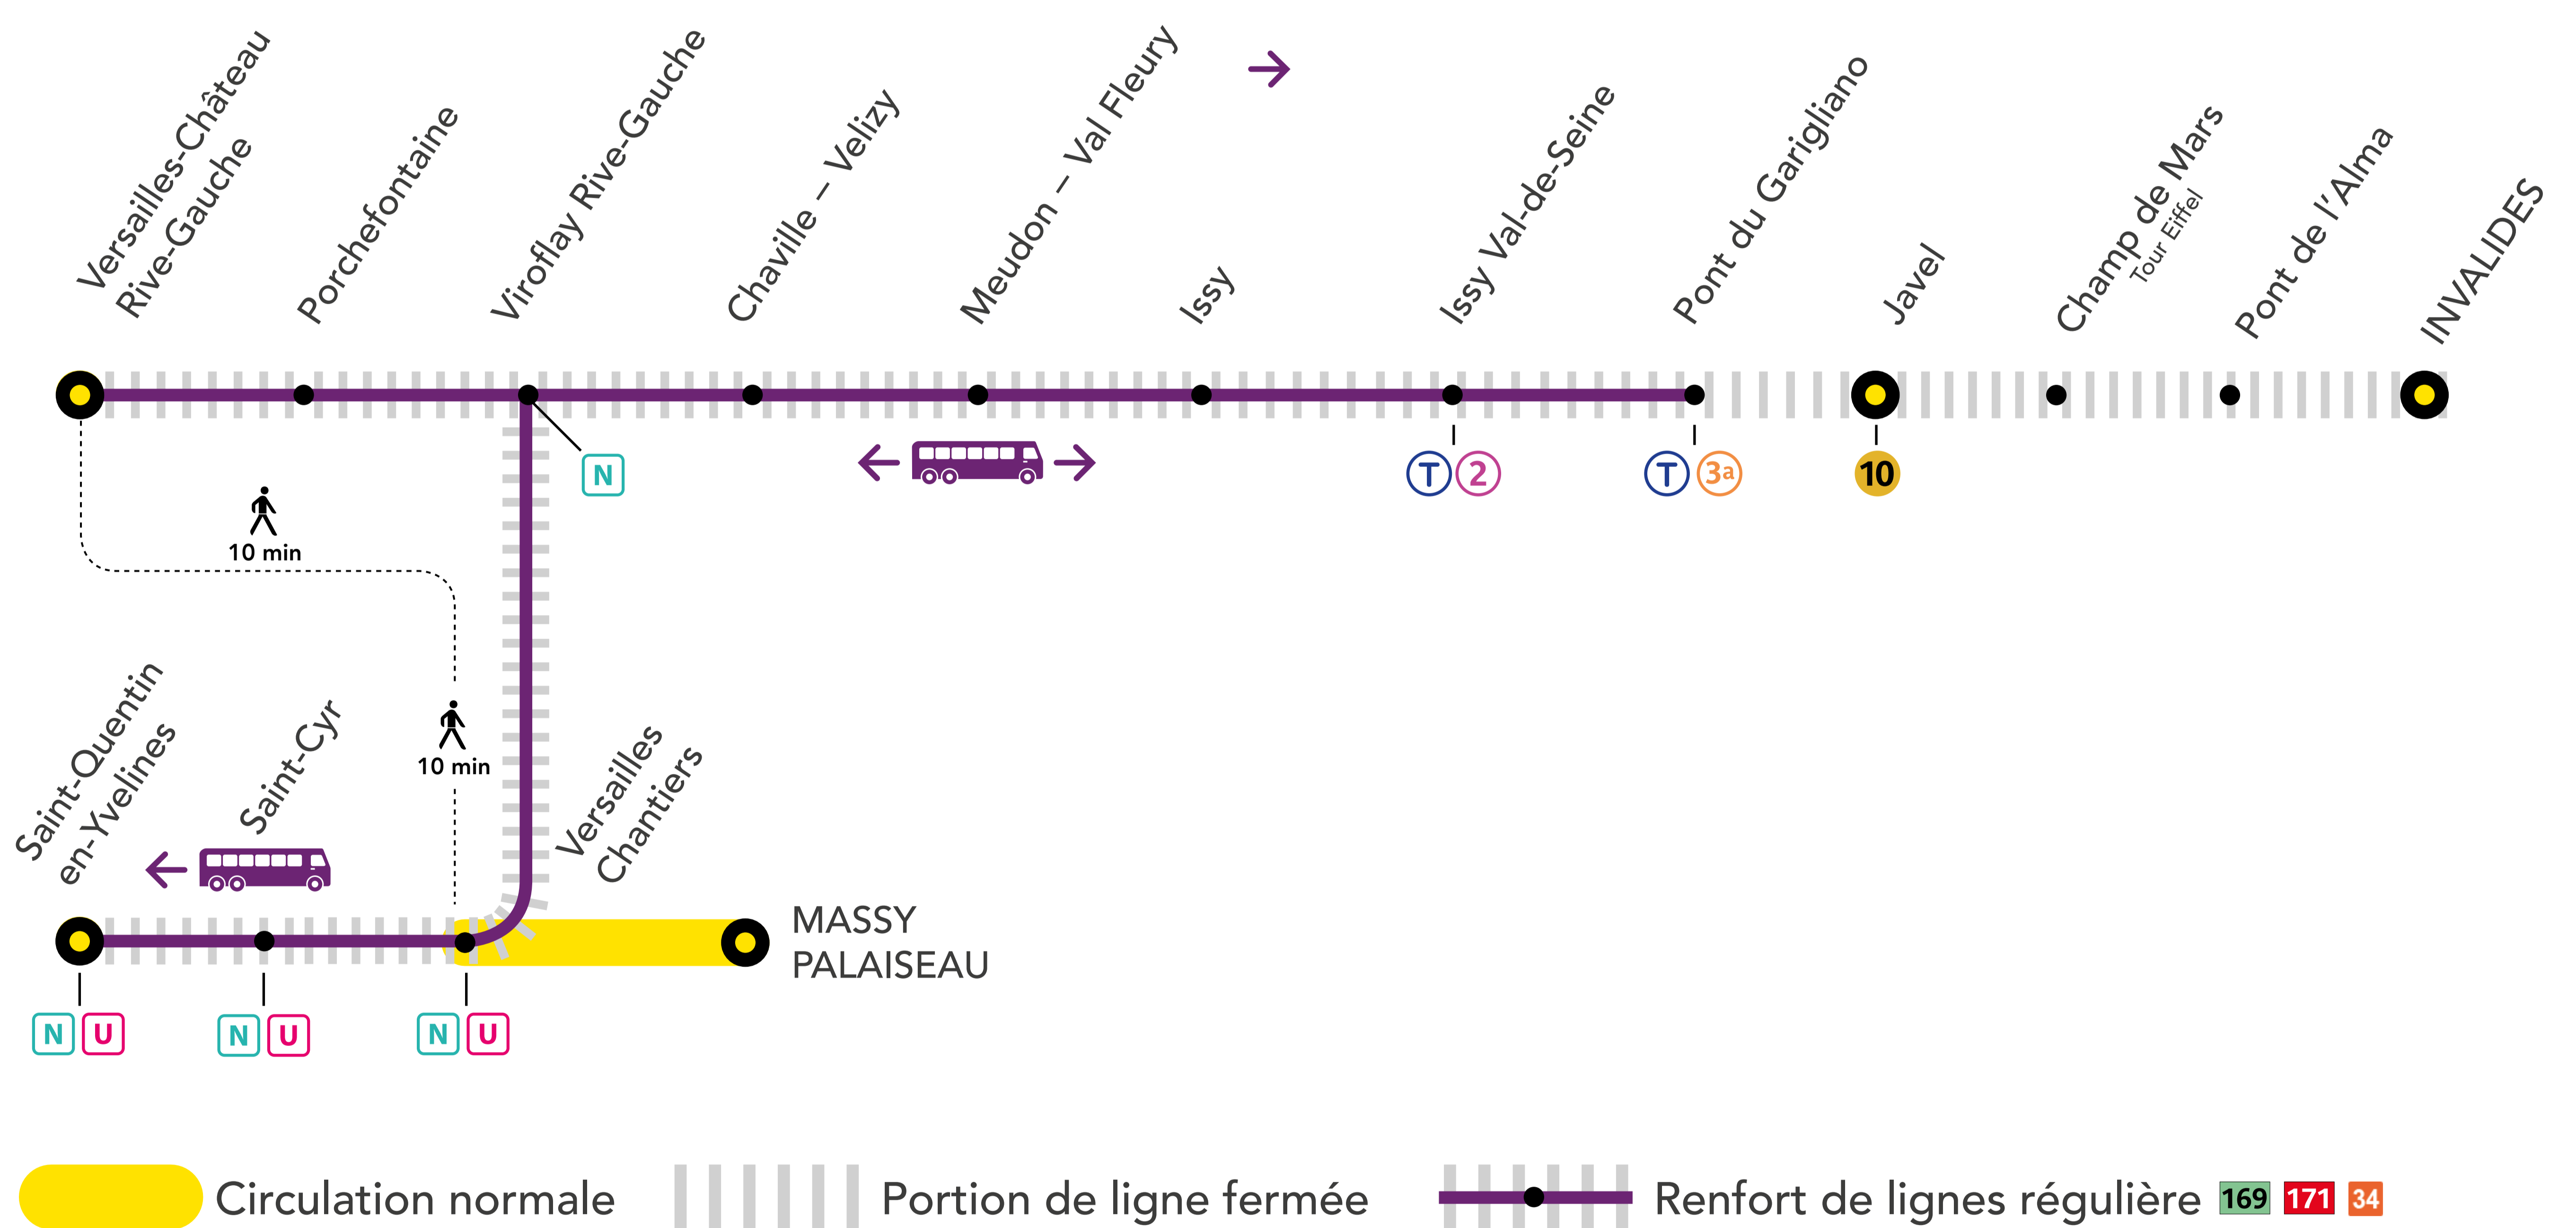 Versailles-Château
Rive-Gauche
Porchefontaine
Viroflay Rive-Gauche
Chaville – Velizy
Meudon – Val Fleury
Issy
Issy Val-de-Seine
Pont du Garigliano
Javel
Champ de Mars
Tour Eiffel
Pont de l'Alma
INVALIDES
N
T 2
T 3a
10
10 min
10 min
Saint-Quentin
en-Yvelines
Saint-Cyr
Versailles
Chantiers
MASSY
PALAISEAU
N U
N U
N U
Circulation normale
Portion de ligne fermée
Renfort de lignes régulière 169 171 34